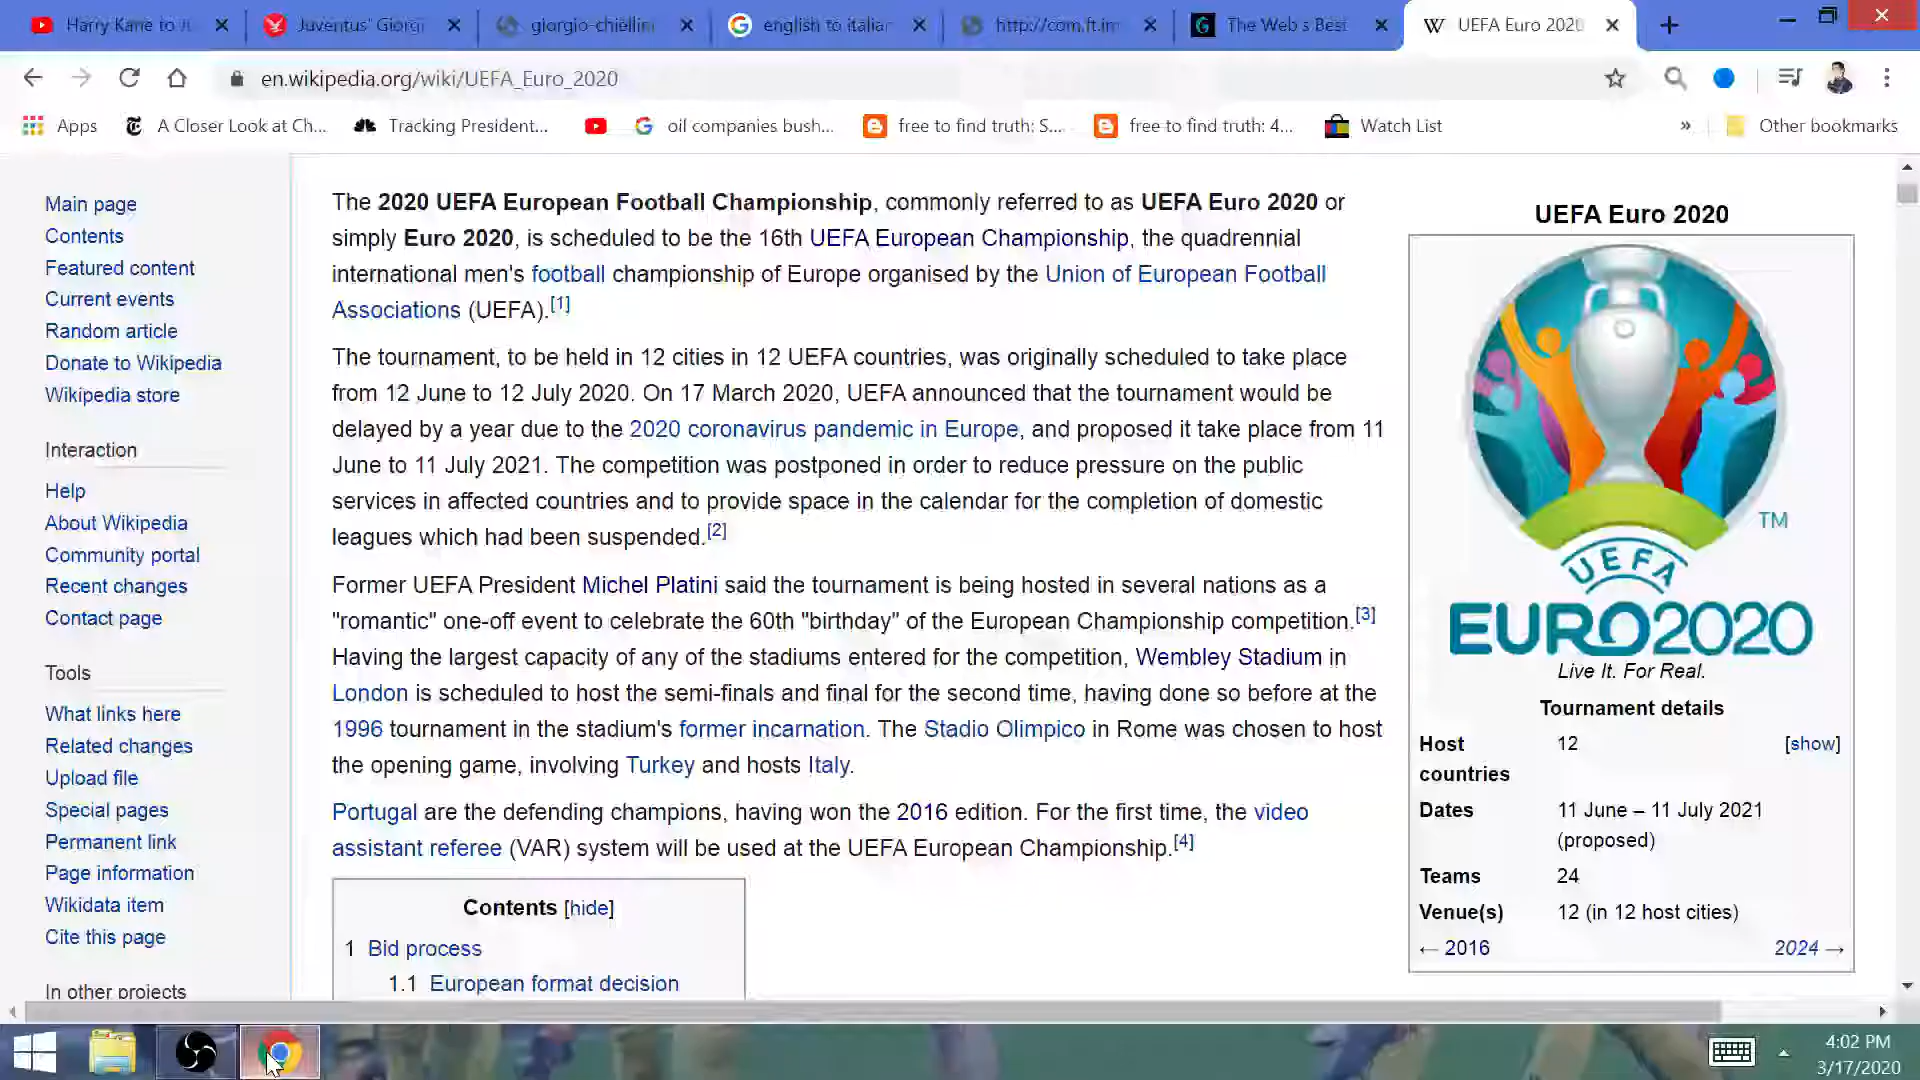 Harry Kane to Ju
Juventus' Giorgi
giorgio-chiellini
english to italian
http://com.ft.im
The Web's Best
UEFA Euro 2020
en.wikipedia.org/wiki/UEFA_Euro_2020
Apps
A Closer Look at Ch...
Tracking President...
oil companies bush...
free to find truth: S...
free to find truth: 4...
Watch List
»
Other bookmarks
Main page
Contents
Featured content
Current events
Random article
Donate to Wikipedia
Wikipedia store
Interaction
Help
About Wikipedia
Community portal
Recent changes
Contact page
Tools
What links here
Related changes
Upload file
Special pages
Permanent link
Page information
Wikidata item
Cite this page
In other projects
The 2020 UEFA European Football Championship, commonly referred to as UEFA Euro 2020 or
simply Euro 2020, is scheduled to be the 16th UEFA European Championship, the quadrennial
international men's football championship of Europe organised by the Union of European Football
Associations (UEFA).[1]
The tournament, to be held in 12 cities in 12 UEFA countries, was originally scheduled to take place
from 12 June to 12 July 2020. On 17 March 2020, UEFA announced that the tournament would be
delayed by a year due to the 2020 coronavirus pandemic in Europe, and proposed it take place from 11
June to 11 July 2021. The competition was postponed in order to reduce pressure on the public
services in affected countries and to provide space in the calendar for the completion of domestic
leagues which had been suspended.[2]
Former UEFA President Michel Platini said the tournament is being hosted in several nations as a
"romantic" one-off event to celebrate the 60th "birthday" of the European Championship competition.[3]
Having the largest capacity of any of the stadiums entered for the competition, Wembley Stadium in
London is scheduled to host the semi-finals and final for the second time, having done so before at the
1996 tournament in the stadium's former incarnation. The Stadio Olimpico in Rome was chosen to host
the opening game, involving Turkey and hosts Italy.
Portugal are the defending champions, having won the 2016 edition. For the first time, the video
assistant referee (VAR) system will be used at the UEFA European Championship.[4]
Contents [hide]
1 Bid process
1.1 European format decision
UEFA Euro 2020
TM
UEFA
EURO2020
Live It. For Real.
Tournament details
Host countries 12 [show]
Dates 11 June – 11 July 2021
(proposed)
Teams 24
Venue(s) 12 (in 12 host cities)
← 2016 2024 →
4:02 PM
3/17/2020